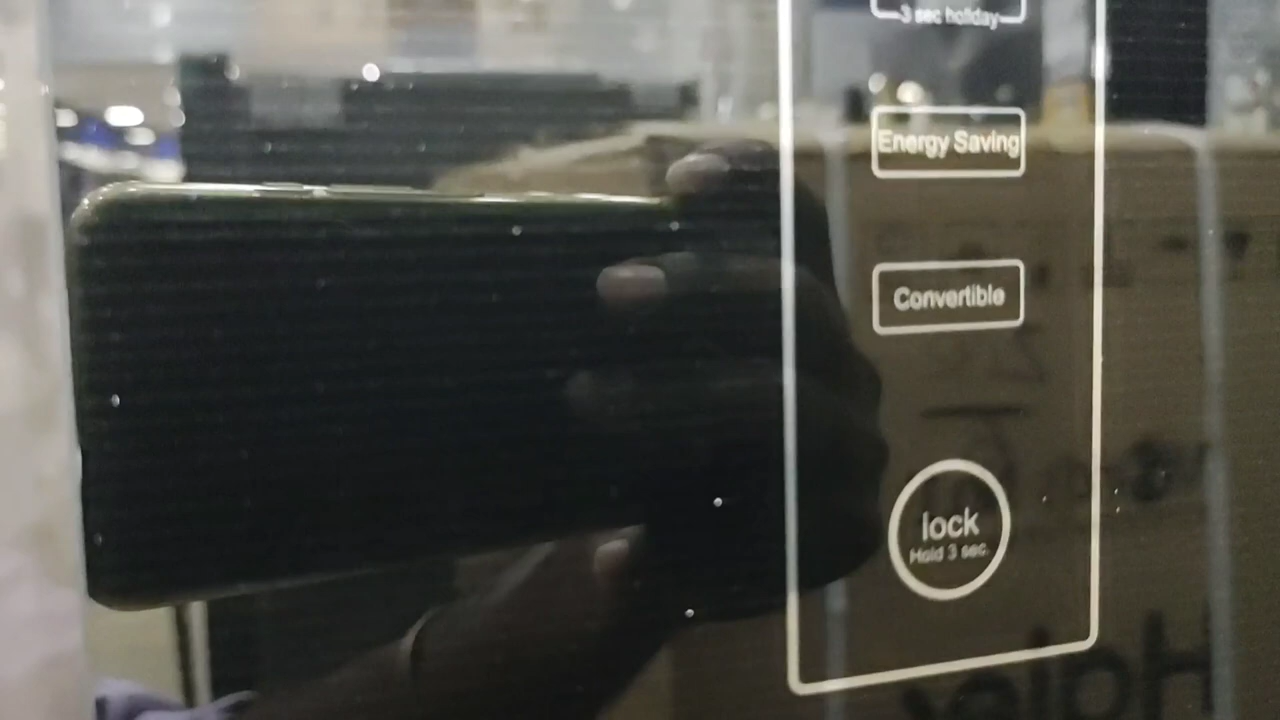 3 sec holiday
Energy Saving
Convertible
lock
Hold 3 sec.